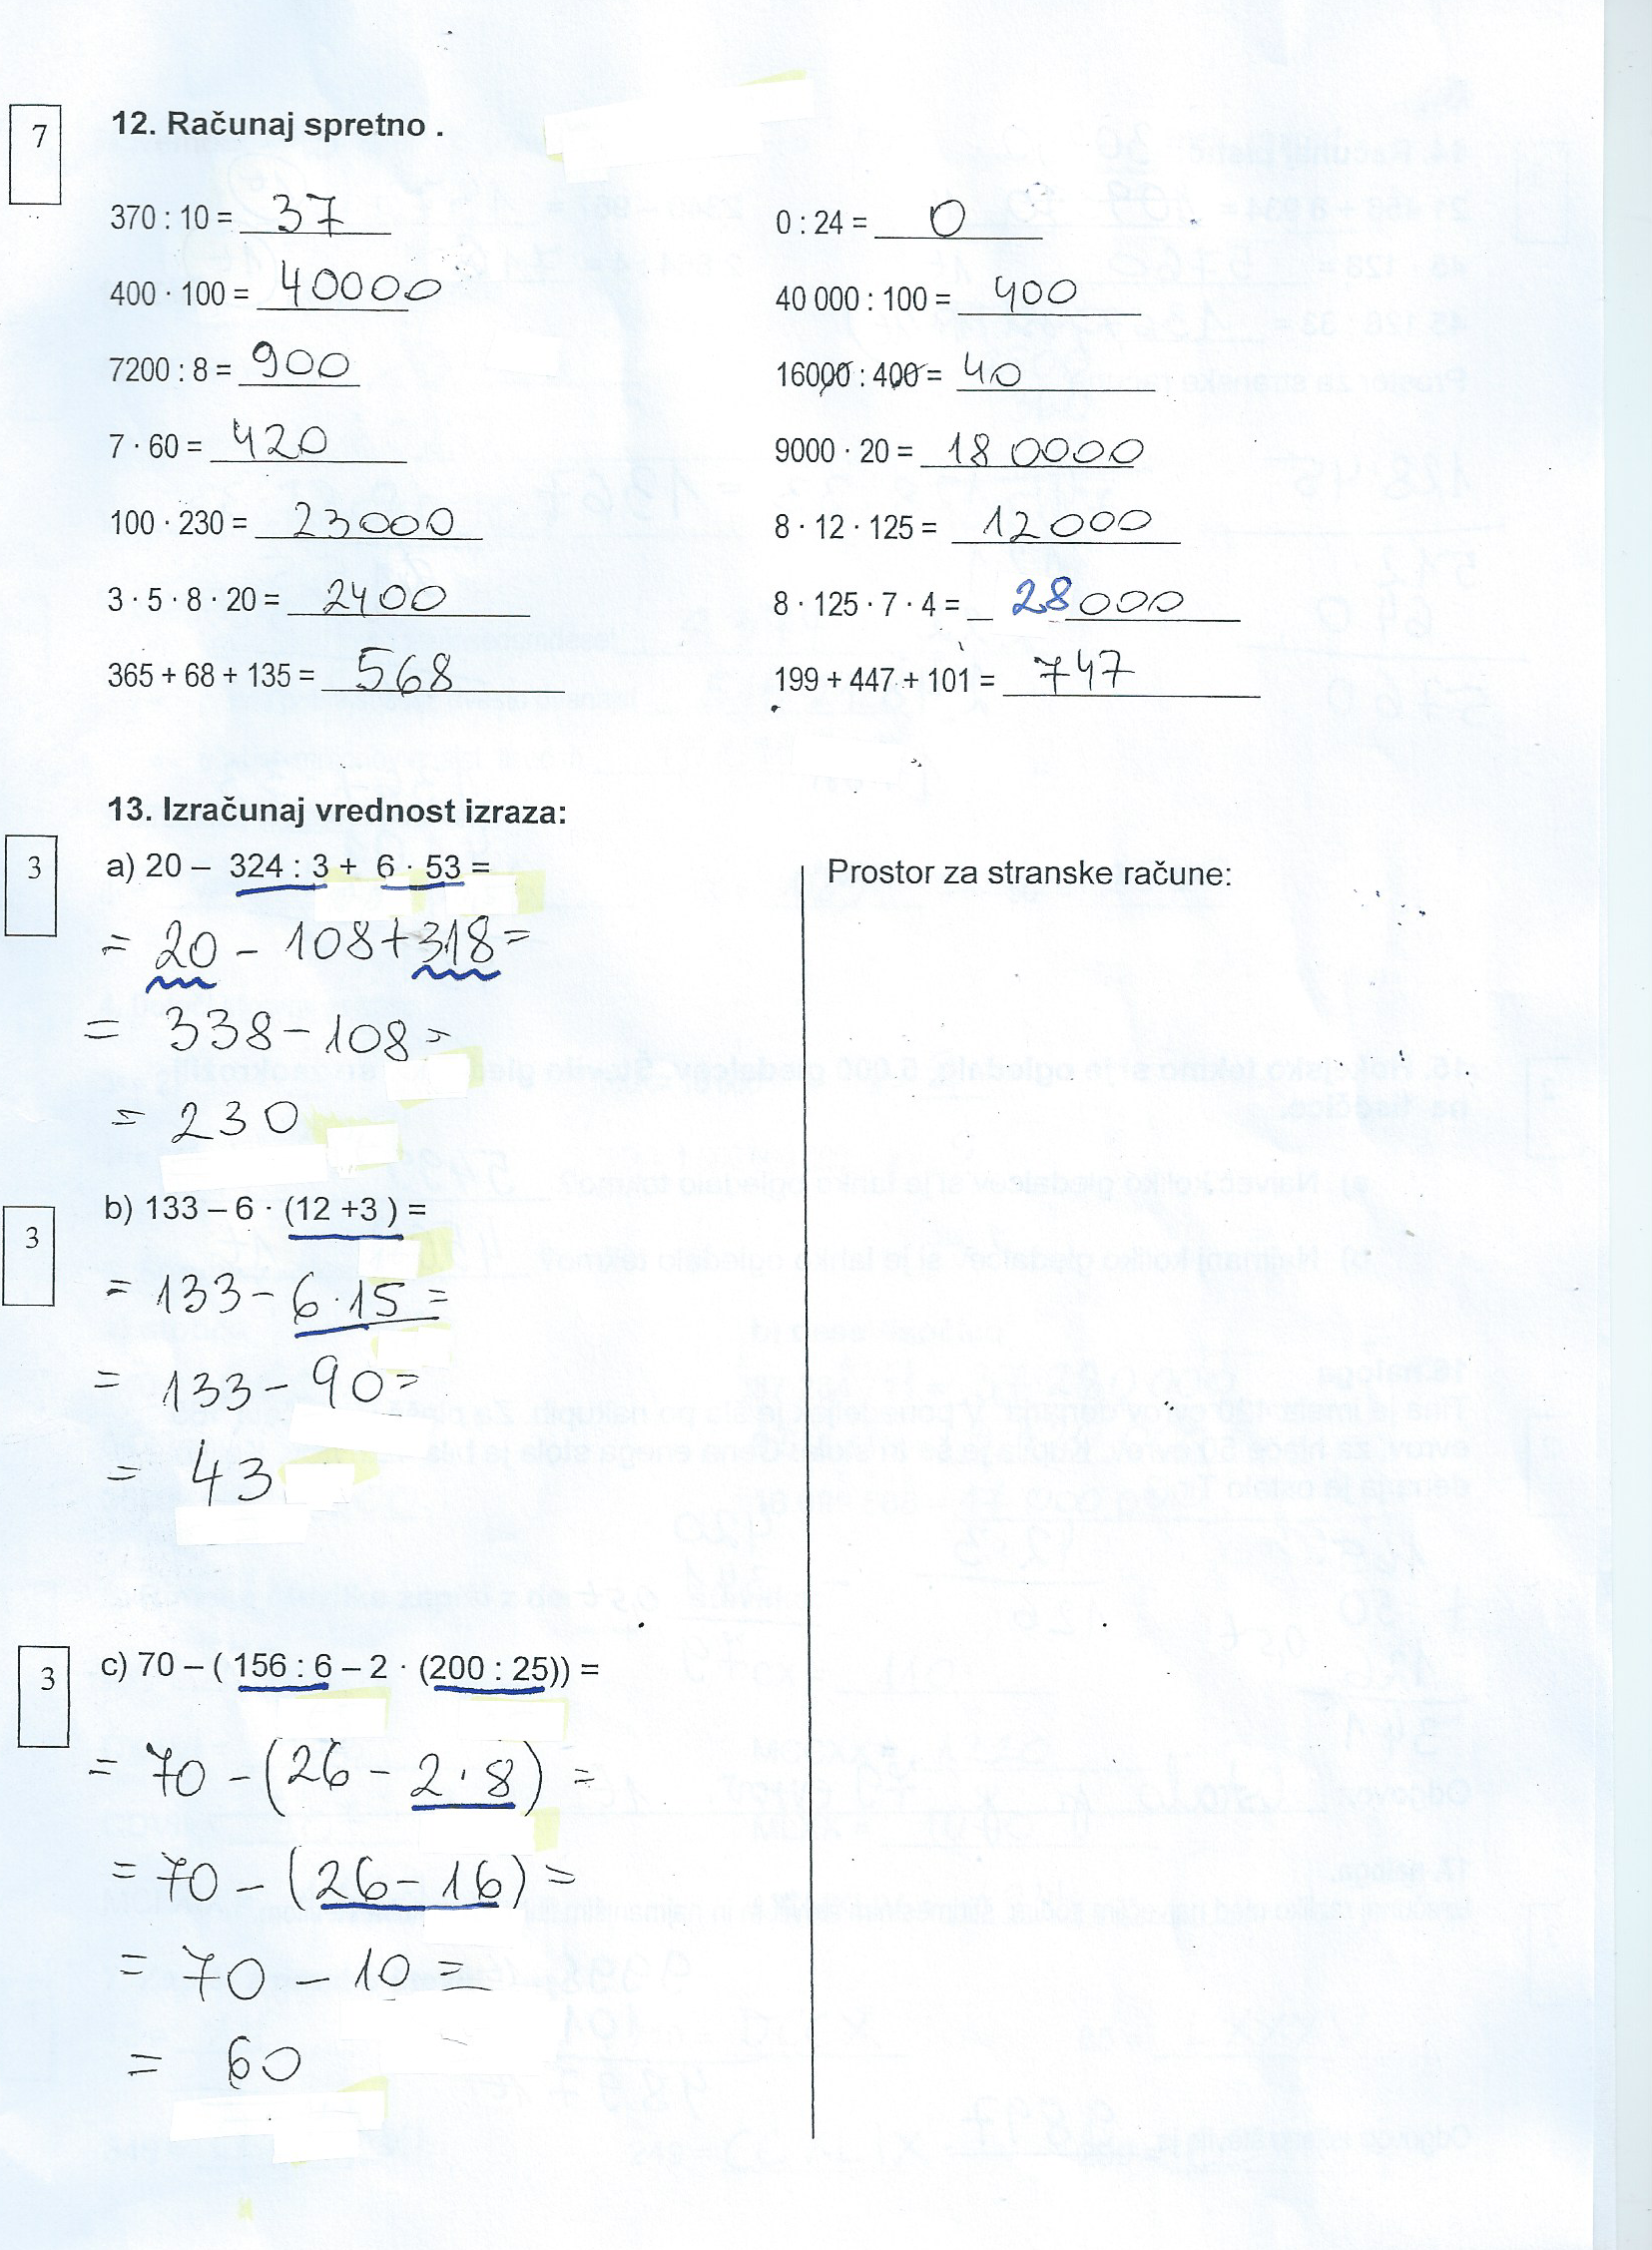 7
12. Računaj spretno .
370 : 10 = 37
0 : 24 = 0
400 · 100 = 40000
40 000 : 100 = 400
7200 : 8 = 900
16000 : 400 = 40
7 · 60 = 420
9000 · 20 = 180000
100 · 230 = 23000
8 · 12 · 125 = 12000
3 · 5 · 8 · 20 = 2400
8 · 125 · 7 · 4 = 28000
365 + 68 + 135 = 568
199 + 447 + 101 = 747
13. Izračunaj vrednost izraza:
3
a) 20 – 324 : 3 + 6 · 53 =
Prostor za stranske račune:
= 20 - 108+318=
= 338-108=
= 230
3
b) 133 – 6 · (12 +3 ) =
= 133-6·15 =
= 133-90=
= 43
3
c) 70 – ( 156 : 6 – 2 · (200 : 25)) =
= 70 - (26 - 2·8) =
= 70 - (26-16) =
= 70 - 10 =
= 60